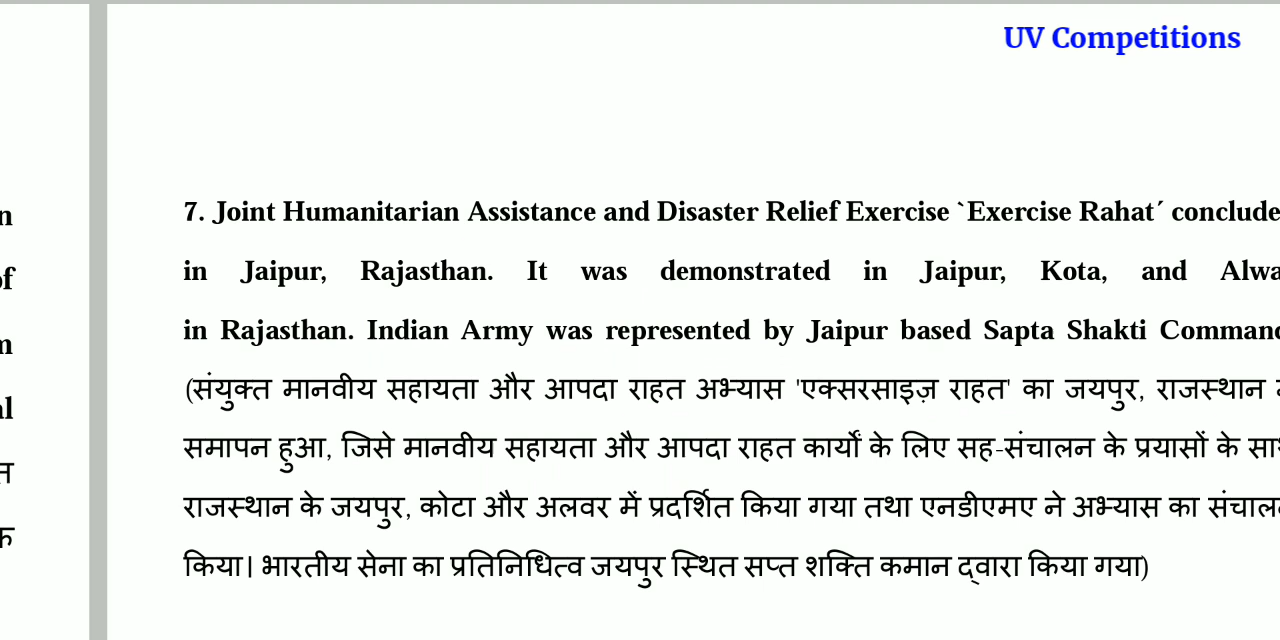 UV Competitions
n
of
m
al
त
क
7. Joint Humanitarian Assistance and Disaster Relief Exercise `Exercise Rahat´ conclude
in Jaipur, Rajasthan. It was demonstrated in Jaipur, Kota, and Alwa
in Rajasthan. Indian Army was represented by Jaipur based Sapta Shakti Command
(संयुक्त मानवीय सहायता और आपदा राहत अभ्यास 'एक्सरसाइज़ राहत' का जयपुर, राजस्थान
समापन हुआ, जिसे मानवीय सहायता और आपदा राहत कार्यों के लिए सह-संचालन के प्रयासों के साथ
राजस्थान के जयपुर, कोटा और अलवर में प्रदर्शित किया गया तथा एनडीएमए ने अभ्यास का संचालन
किया। भारतीय सेना का प्रतिनिधित्व जयपुर स्थित सप्त शक्ति कमान द्वारा किया गया)